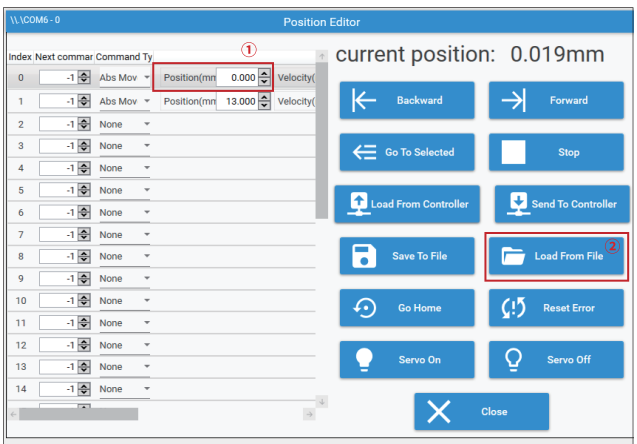 \\.\COM6 - 0
Position Editor
①
Index Next commar Command Ty
0 -1 Abs Mov Position(mm 0.000 Velocity(
1 -1 Abs Mov Position(mm 13.000 Velocity(
2 -1 None
3 -1 None
4 -1 None
5 -1 None
6 -1 None
7 -1 None
8 -1 None
9 -1 None
10 -1 None
11 -1 None
12 -1 None
13 -1 None
14 -1 None
current position: 0.019mm
Backward
Forward
Go To Selected
Stop
Load From Controller
Send To Controller
Save To File
Load From File
②
Go Home
Reset Error
Servo On
Servo Off
Close